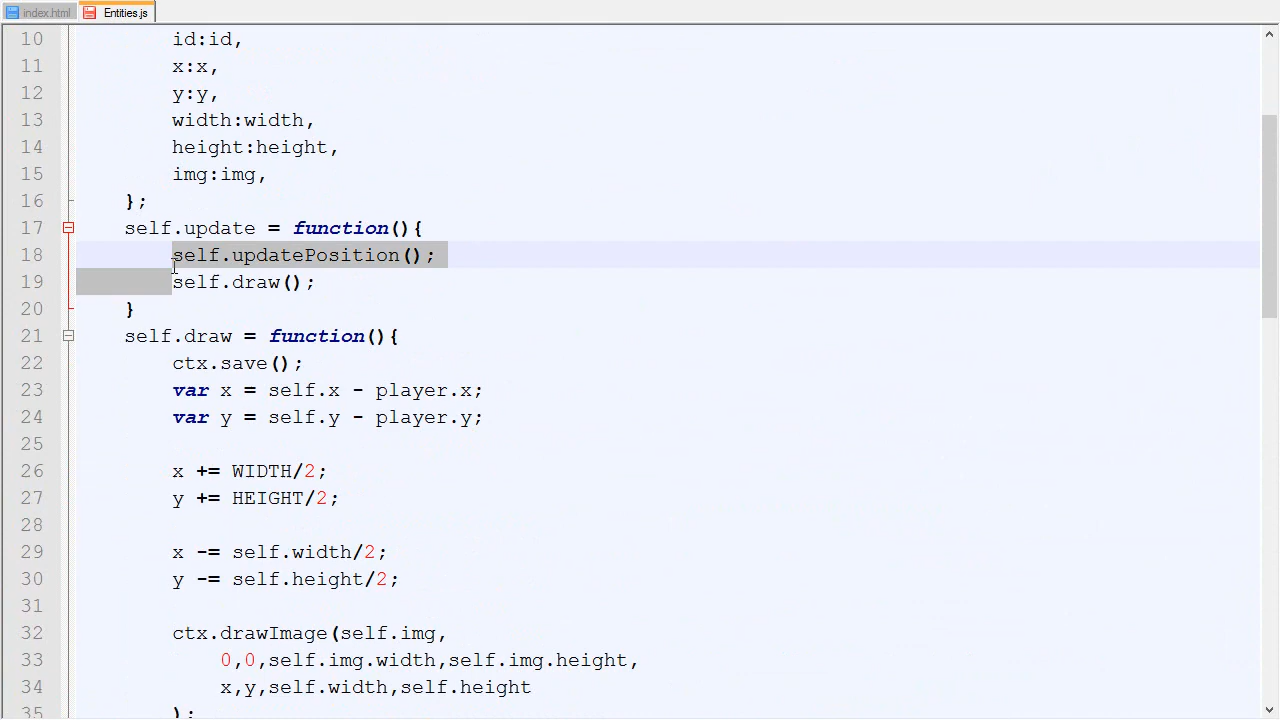 index.html Entities.js
10 id:id,
11 x:x,
12 y:y,
13 width:width,
14 height:height,
15 img:img,
16 };
17 self.update = function(){
18 self.updatePosition();
19 self.draw();
20 }
21 self.draw = function(){
22 ctx.save();
23 var x = self.x - player.x;
24 var y = self.y - player.y;
25
26 x += WIDTH/2;
27 y += HEIGHT/2;
28
29 x -= self.width/2;
30 y -= self.height/2;
31
32 ctx.drawImage(self.img,
33 0,0,self.img.width,self.img.height,
34 x,y,self.width,self.height
35 );